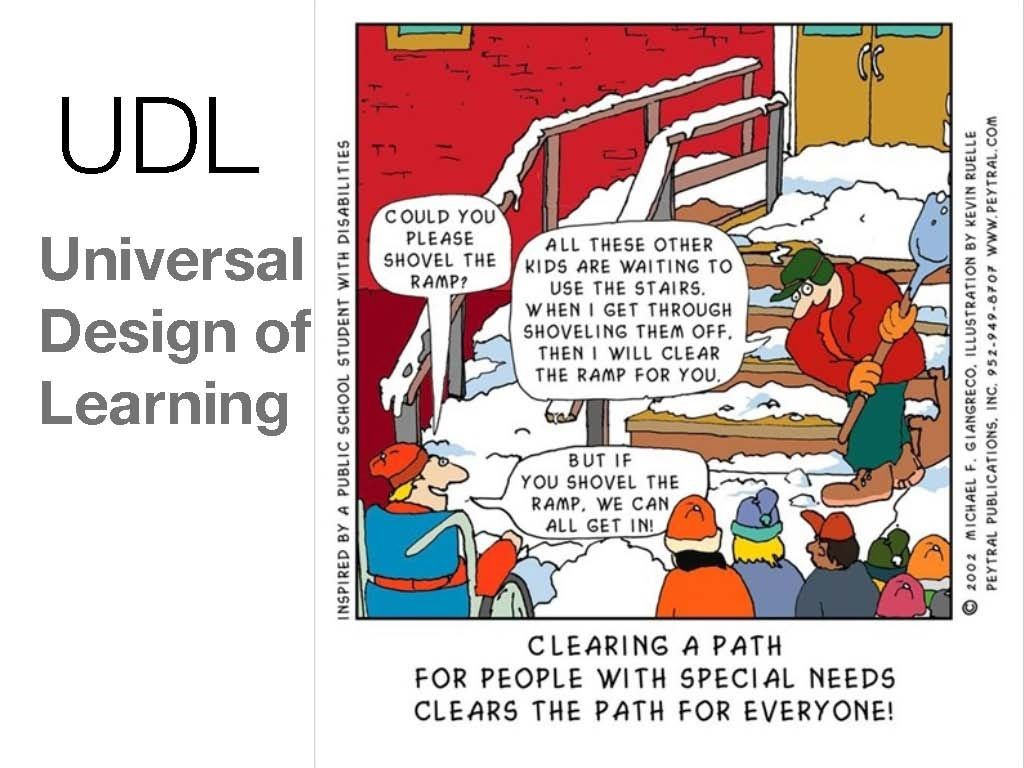 UDL
Universal
Design of
Learning
INSPIRED BY A PUBLIC SCHOOL STUDENT WITH DISABILITIES
COULD YOU
PLEASE
SHOVEL THE
RAMP?
ALL THESE OTHER
KIDS ARE WAITING TO
USE THE STAIRS.
WHEN I GET THROUGH
SHOVELING THEM OFF,
THEN I WILL CLEAR
THE RAMP FOR YOU.
BUT IF
YOU SHOVEL THE
RAMP, WE CAN
ALL GET IN!
© 2002 MICHAEL F. GIANGRECO, ILLUSTRATION BY KEVIN RUELLE
PEYTRAL PUBLICATIONS, INC. 952-949-8707 WWW.PEYTRAL.COM
CLEARING A PATH
FOR PEOPLE WITH SPECIAL NEEDS
CLEARS THE PATH FOR EVERYONE!